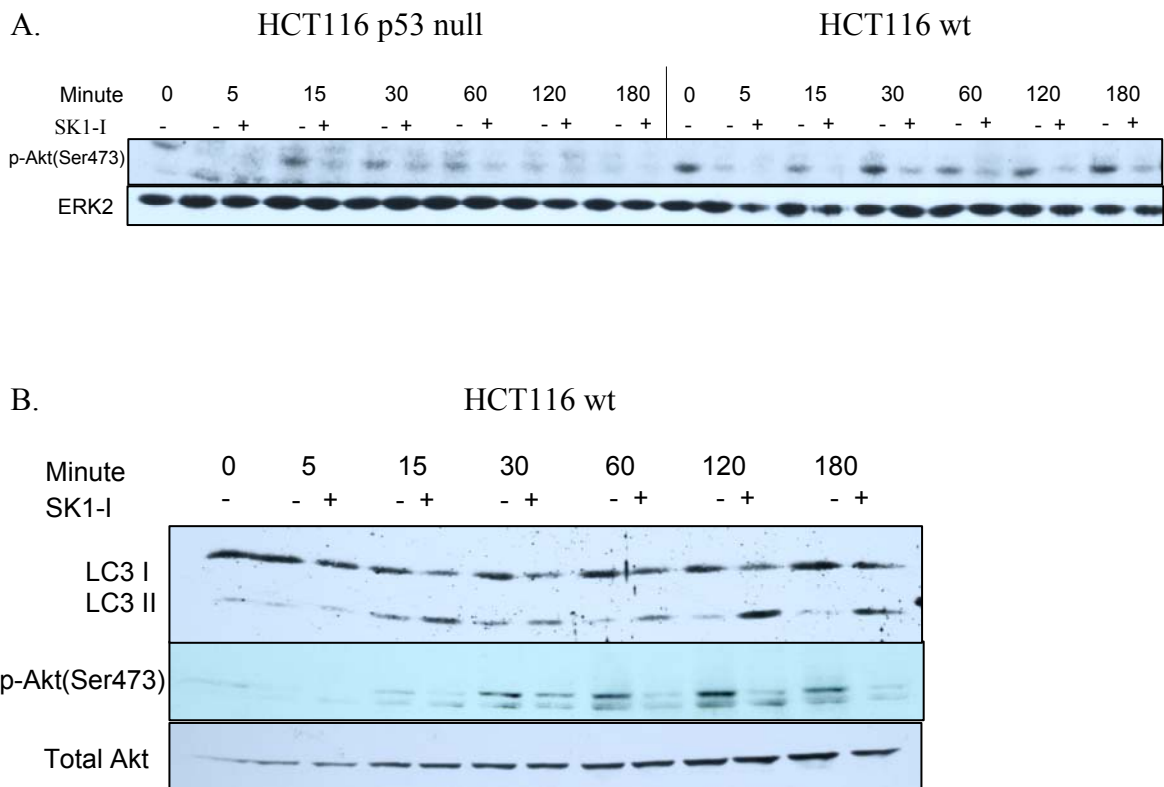 A. HCT116 p53 null HCT116 wt
Minute 0 5 15 30 60 120 180 0 5 15 30 60 120 180
SK1-I - - + - + - + - + - + - + - - + - + - + - + - + - +
p-Akt(Ser473)
ERK2
B. HCT116 wt
Minute 0 5 15 30 60 120 180
SK1-I - - + - + - + - + - + - +
LC3 I
LC3 II
p-Akt(Ser473)
Total Akt